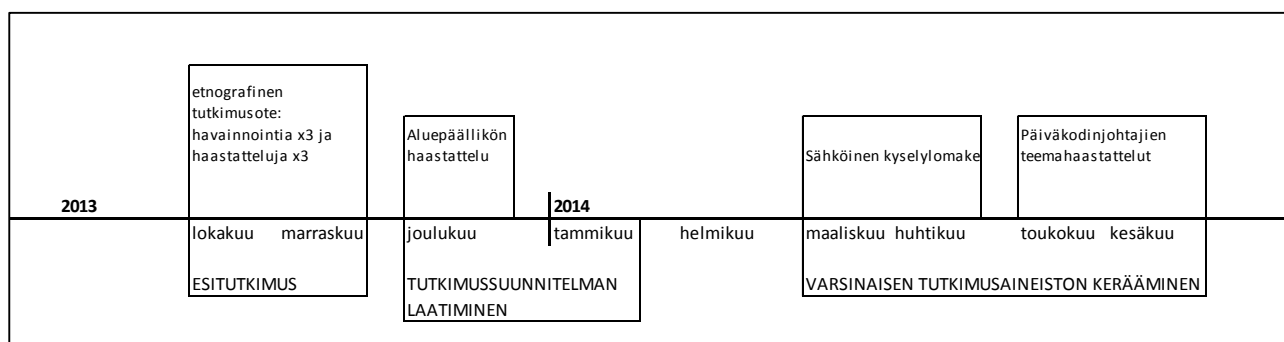 etnografinen
tutkimusote:
havainnointia x3 ja
haastatteluja x3
Aluepäällikön
haastattelu
Sähköinen kyselylomake
Päiväkodinjohtajien
teemahaastattelut
2013
2014
lokakuu marraskuu joulukuu tammikuu helmikuu maaliskuu huhtikuu toukokuu kesäkuu
ESITUTKIMUS
TUTKIMUSSUUNNITELMAN
LAATIMINEN
VARSINAISEN TUTKIMUSAINEISTON KERÄÄMINEN